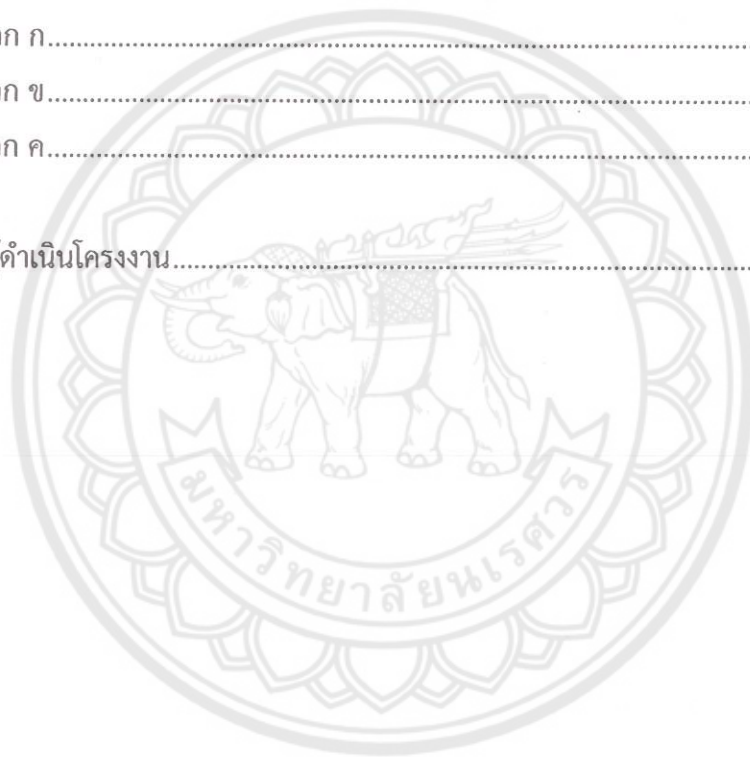 ก ก
ก ข
ก ค
ดำเนินโครงงาน
มหาวิทยาลัยนเรศวร